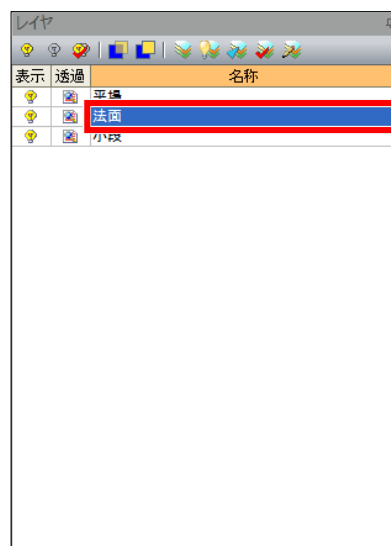 レイヤ
表示 透過 名称
平場
法面
小段